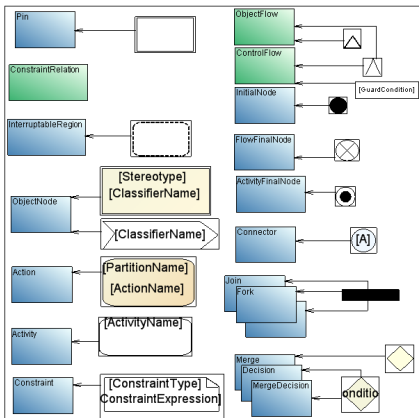 Pin
ConstraintRelation
InterruptableRegion
[Stereotype]
[ClassifierName]
ObjectNode
[ClassifierName]
Action
[PartitionName]
[ActionName]
Activity
[ActivityName]
Constraint
[ConstraintType]
ConstraintExpression]
ObjectFlow
ControlFlow
[GuardCondition]
InitialNode
FlowFinalNode
ActivityFinalNode
Connector
[A]
Join
Fork
Merge
Decision
MergeDecision
onditio